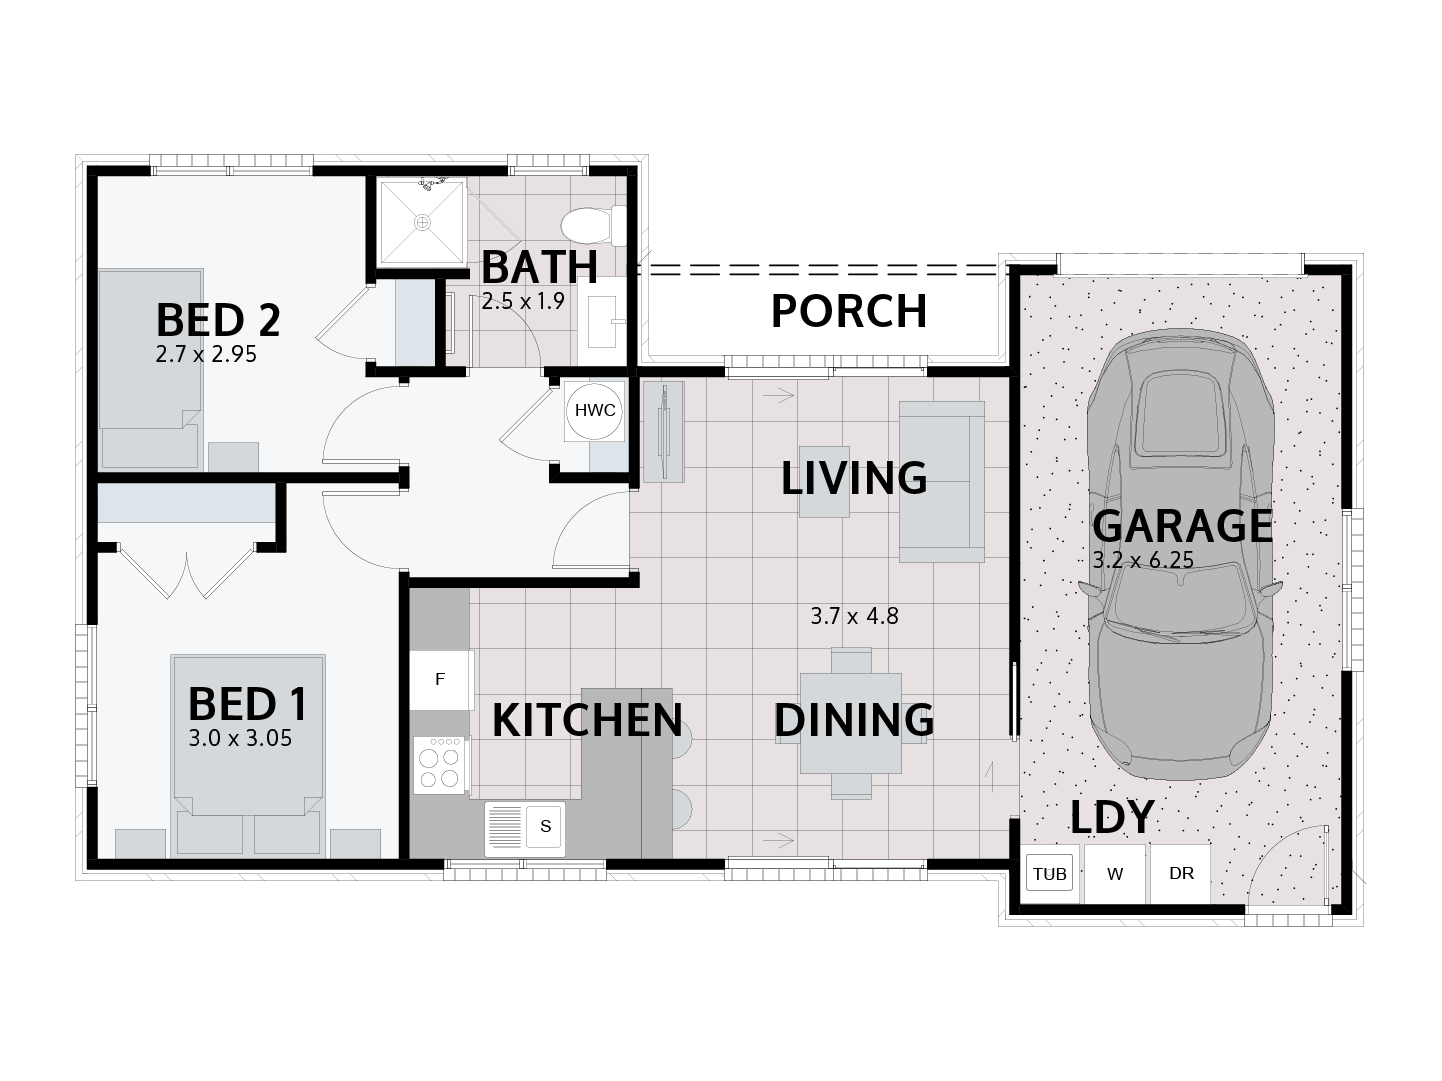 BATH
2.5 x 1.9
PORCH
BED 2
2.7 x 2.95
HWC
LIVING
GARAGE
3.2 x 6.25
3.7 x 4.8
F
BED 1
3.0 x 3.05
KITCHEN
DINING
S
LDY
TUB
W
DR